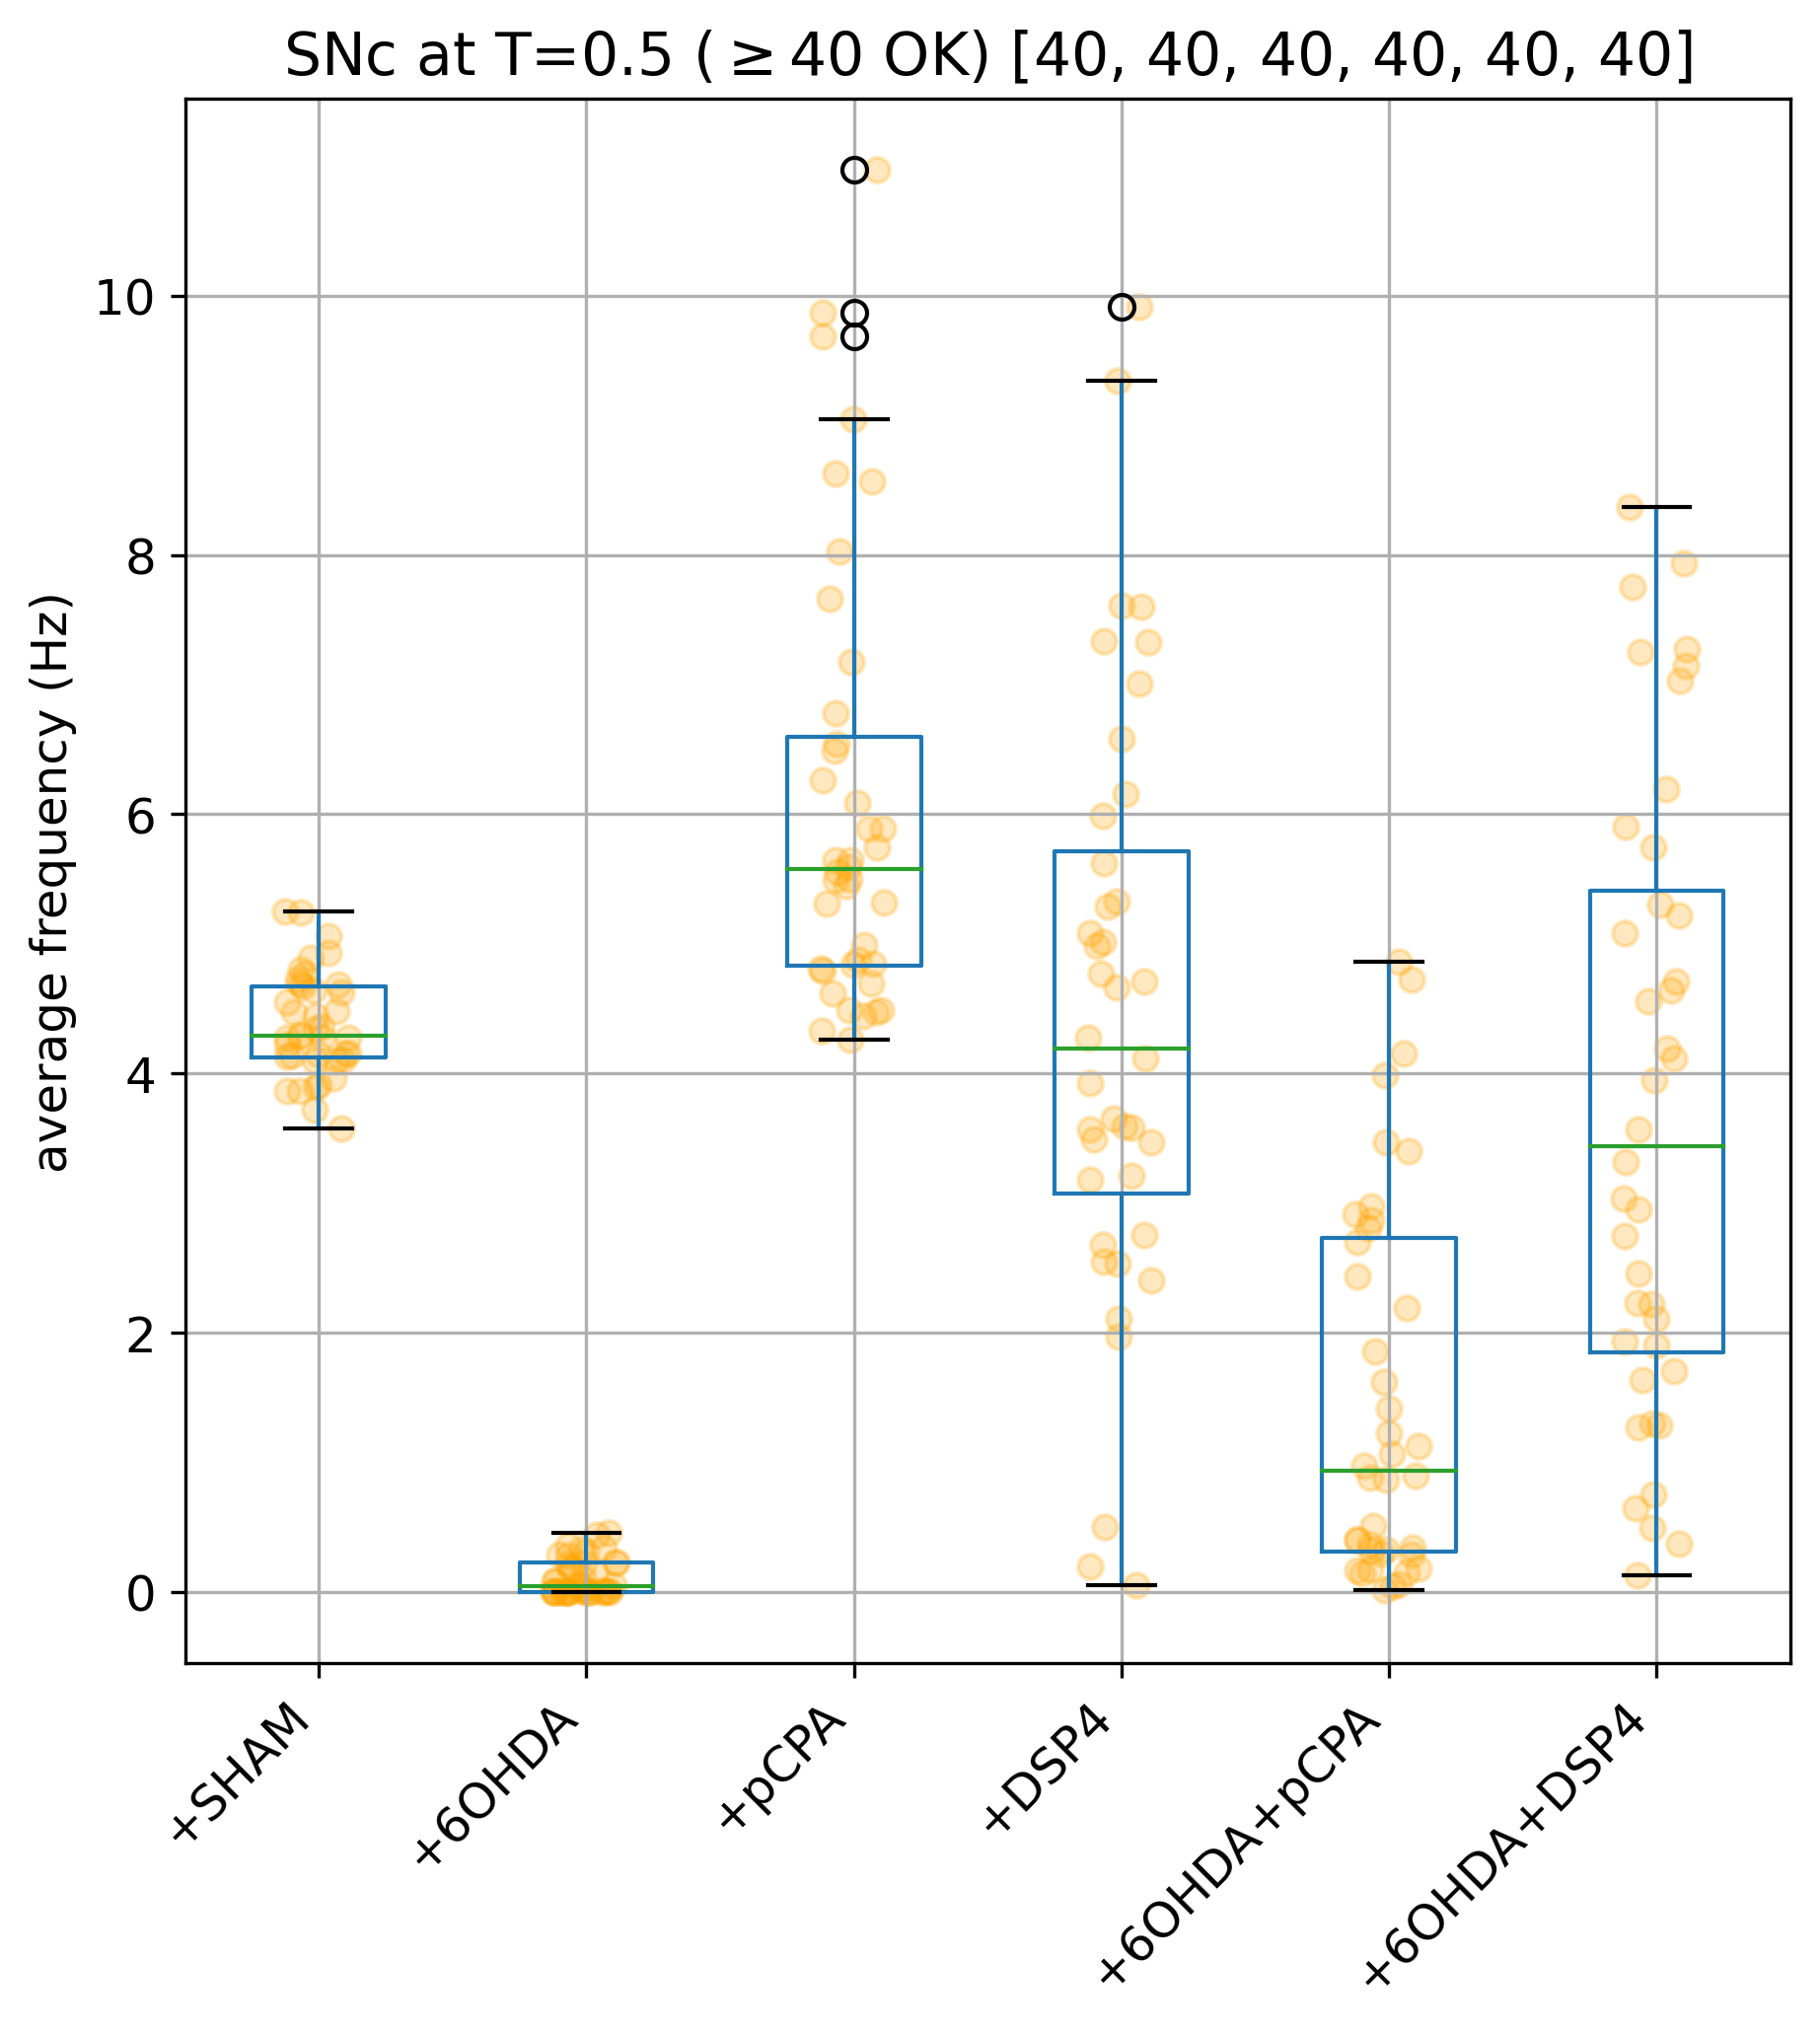 SNc at T=0.5 (≥40 OK) [40, 40, 40, 40, 40, 40]
average frequency (Hz)
10
8
6
4
2
0
+SHAM
+6OHDA
+pCPA
+DSP4
+6OHDA+pCPA
+6OHDA+DSP4